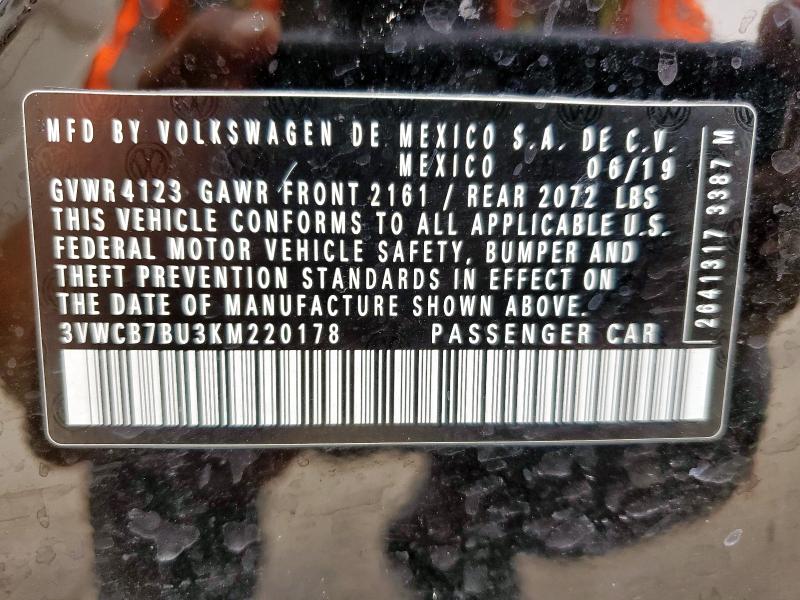 MFD BY VOLKSWAGEN DE MEXICO S.A. DE C.V.
MEXICO 06/19
GVWR 4123 GAWR FRONT 2161 / REAR 2072 LBS
THIS VEHICLE CONFORMS TO ALL APPLICABLE U.S.
FEDERAL MOTOR VEHICLE SAFETY, BUMPER AND
THEFT PREVENTION STANDARDS IN EFFECT ON
THE DATE OF MANUFACTURE SHOWN ABOVE.
3VWCB7BU3KM220178 PASSENGER CAR
2641317 3387 M